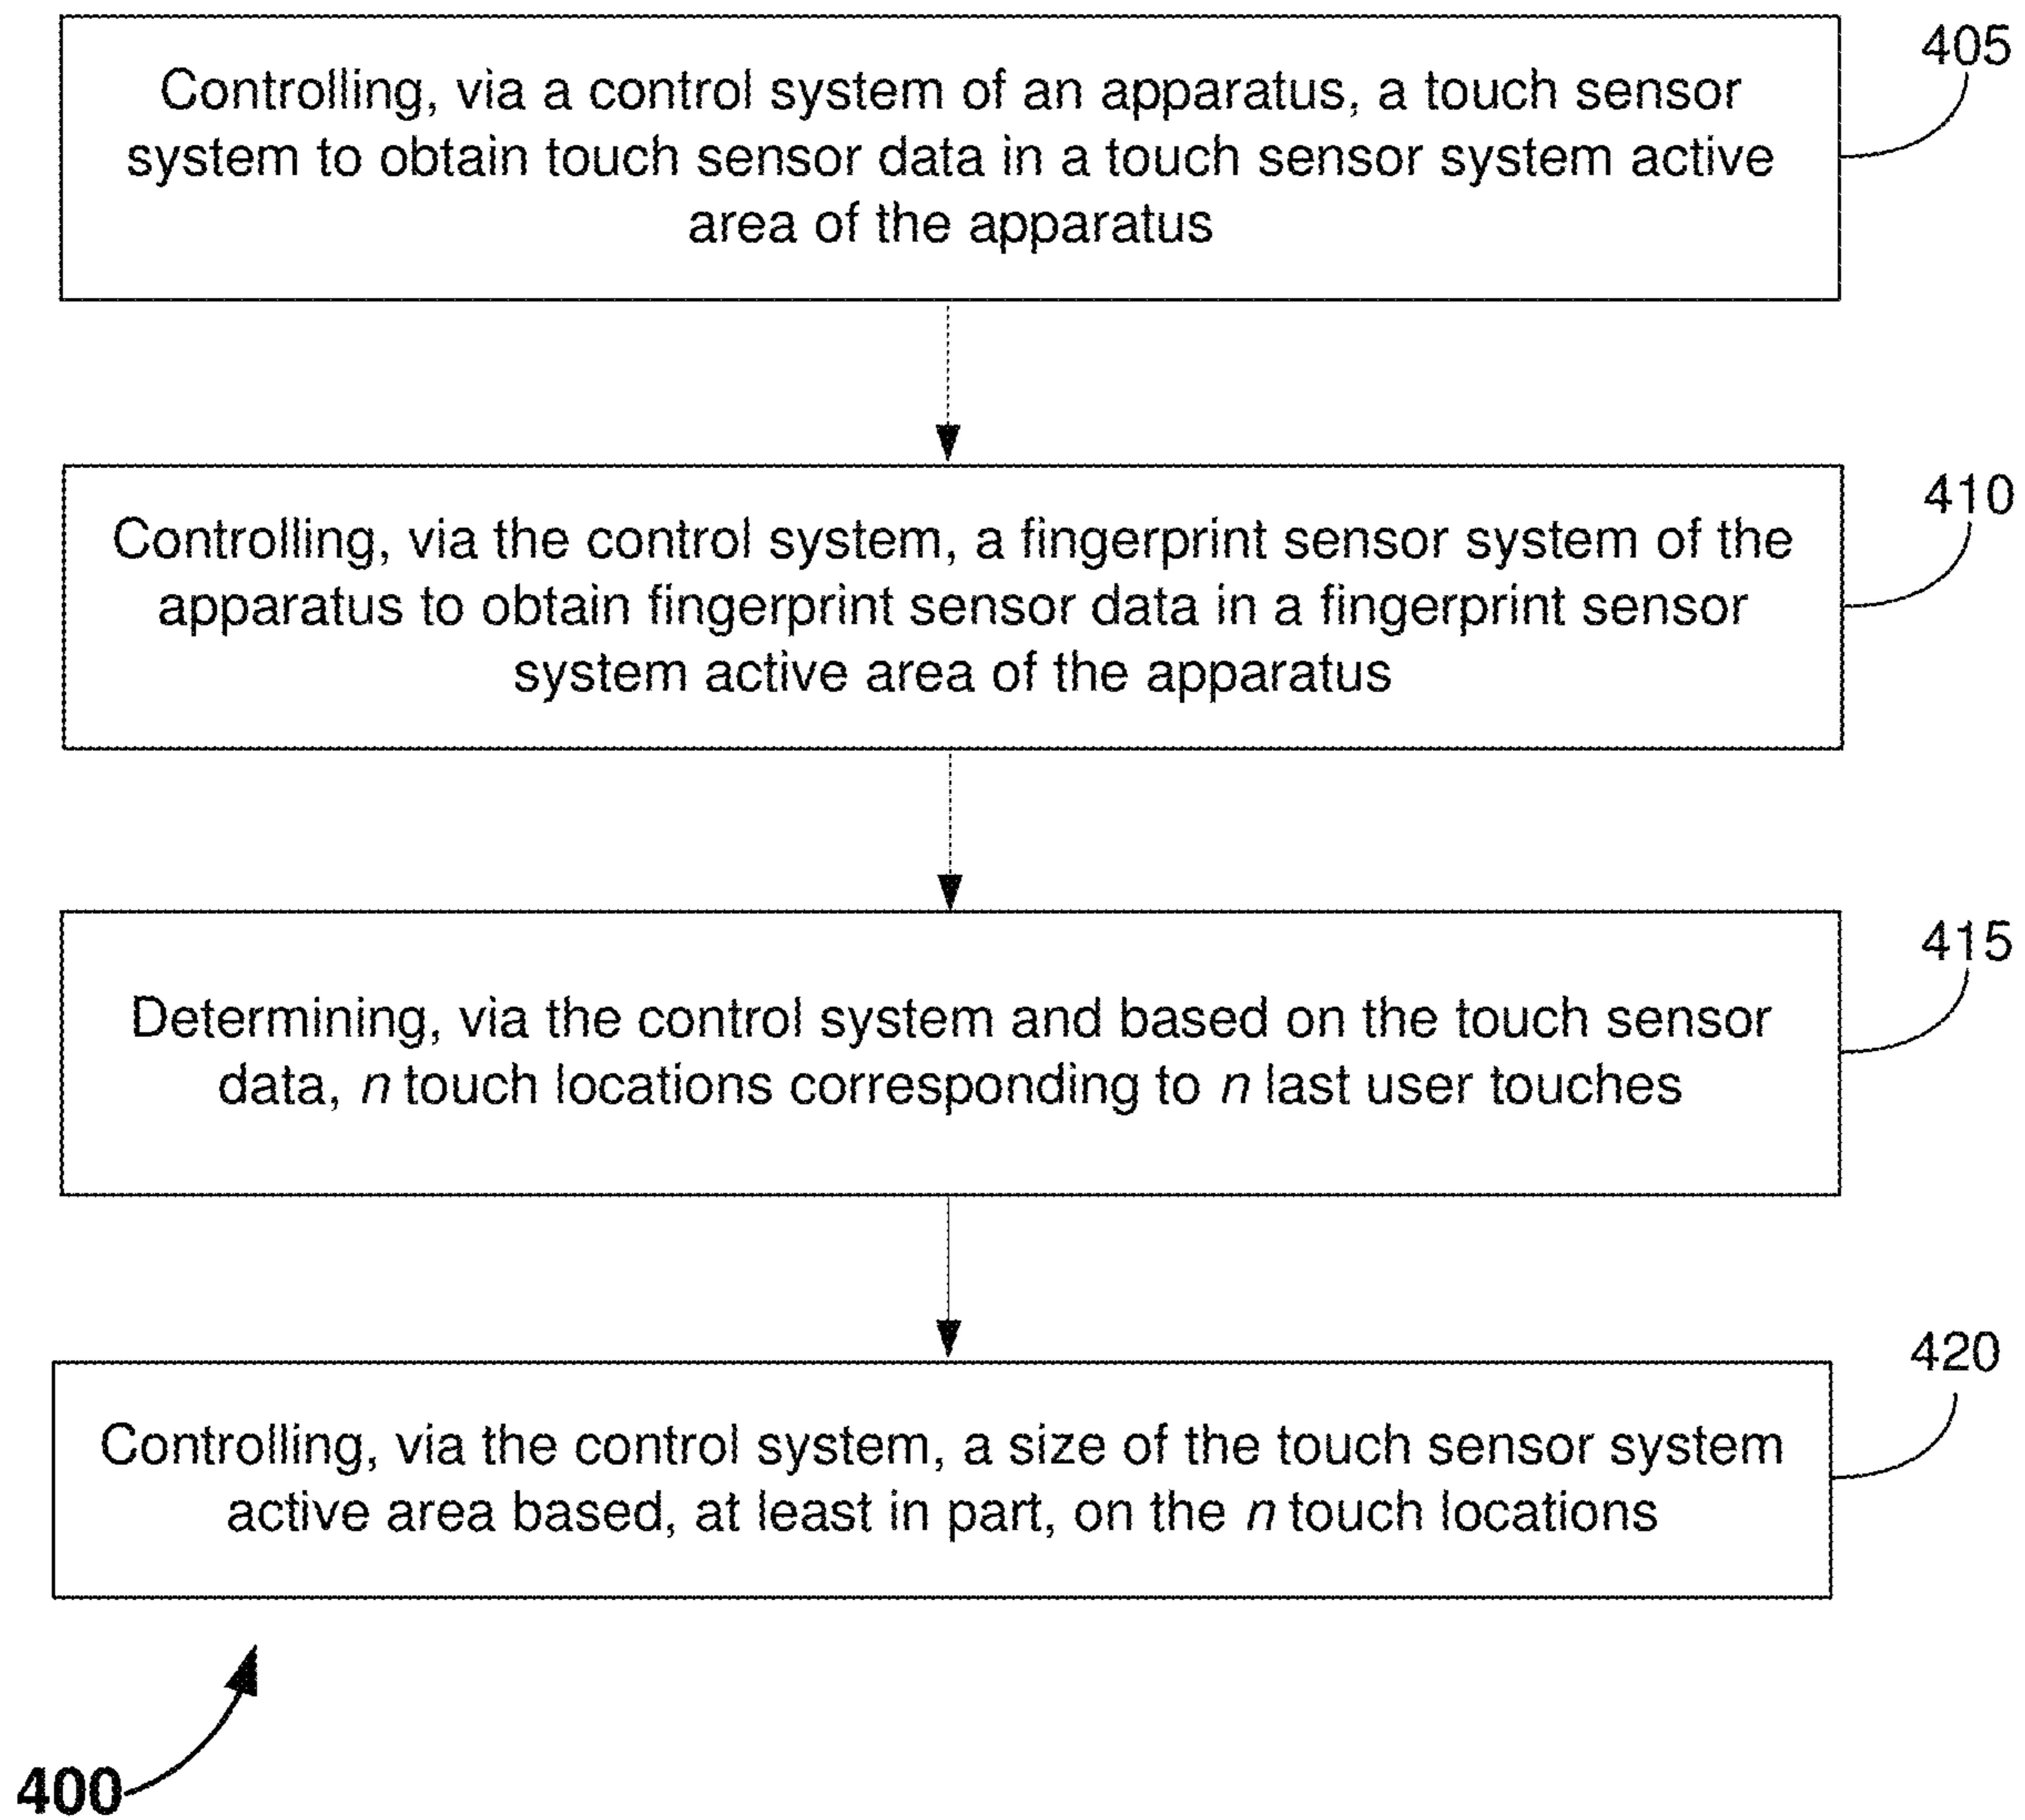 405
Controlling, via a control system of an apparatus, a touch sensor
system to obtain touch sensor data in a touch sensor system active
area of the apparatus
410
Controlling, via the control system, a fingerprint sensor system of the
apparatus to obtain fingerprint sensor data in a fingerprint sensor
system active area of the apparatus
415
Determining, via the control system and based on the touch sensor
data, n touch locations corresponding to n last user touches
420
Controlling, via the control system, a size of the touch sensor system
active area based, at least in part, on the n touch locations
400